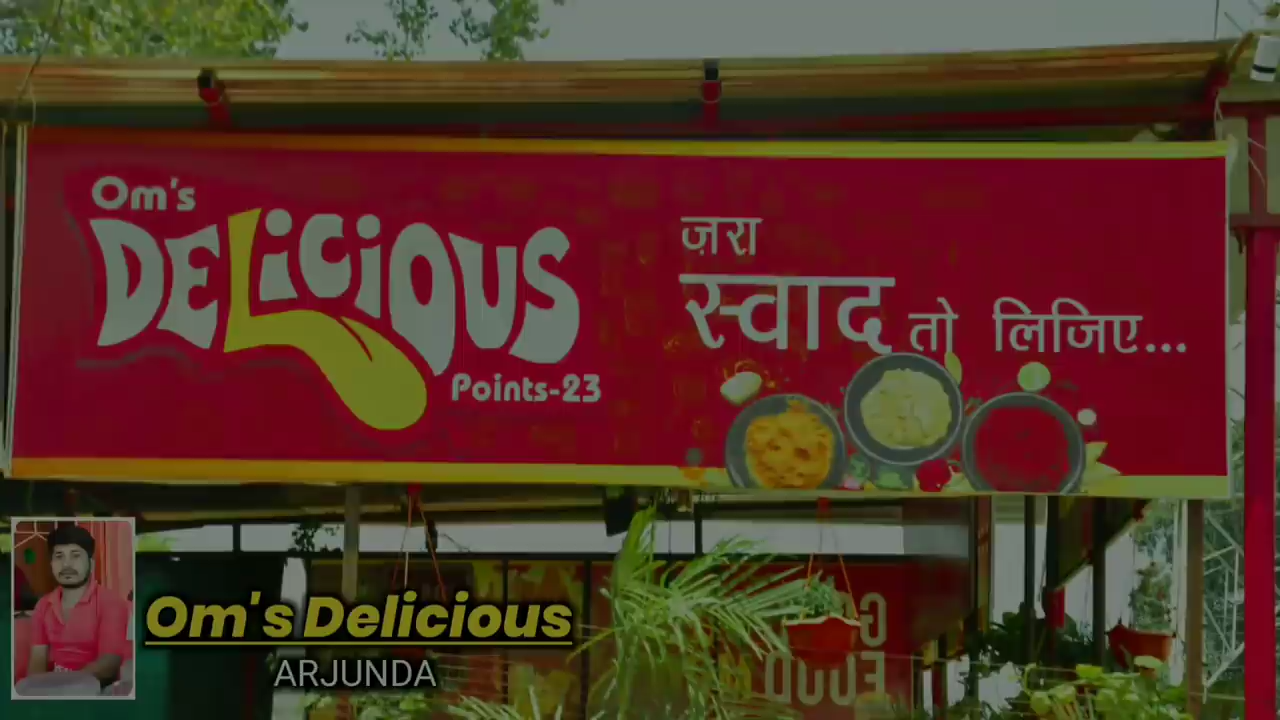 Om's
DELiCiOUS
Points-23
ज़रा
स्वाद तो लिजिए...
Om's Delicious
ARJUNDA